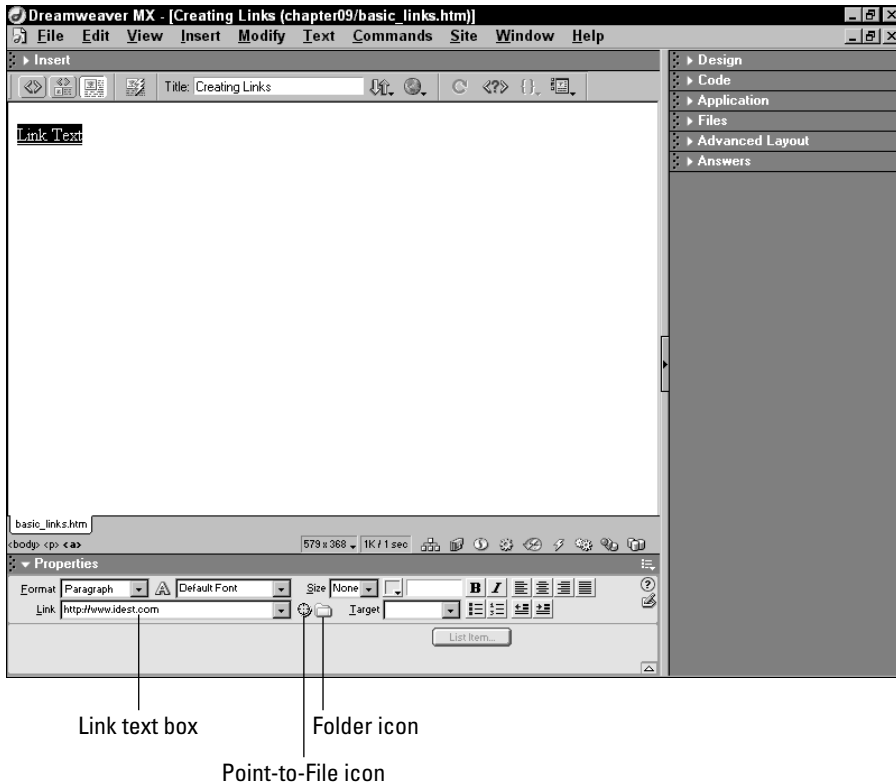 Dreamweaver MX - [Creating Links (chapter09/basic_links.htm)]
File Edit View Insert Modify Text Commands Site Window Help
Insert
Title: Creating Links
Link Text
Design
Code
Application
Files
Advanced Layout
Answers
basic_links.htm
<body> <p> <a>
579 x 368 1K / 1 sec
Properties
Format Paragraph Default Font Size None B I
Link http://www.idest.com Target
List Item...
Link text box
Folder icon
Point-to-File icon